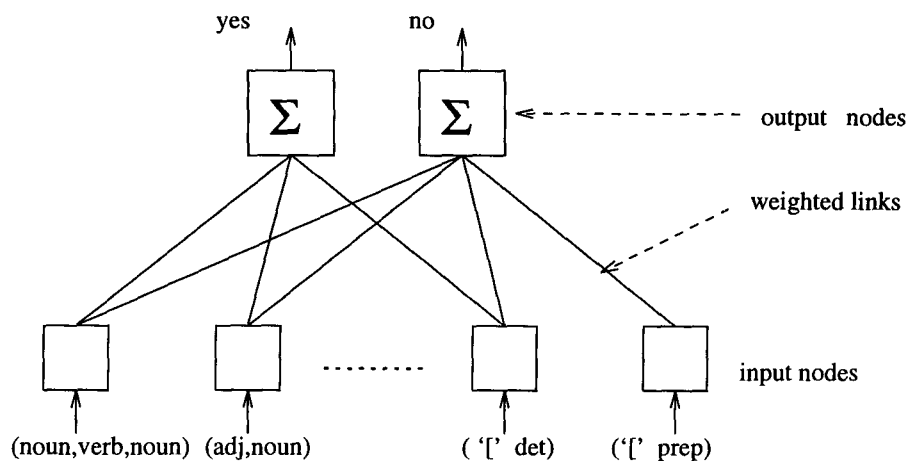 yes no
Σ Σ
output nodes
weighted links
input nodes
(noun,verb,noun) (adj,noun) ( '[' det) ('[' prep)